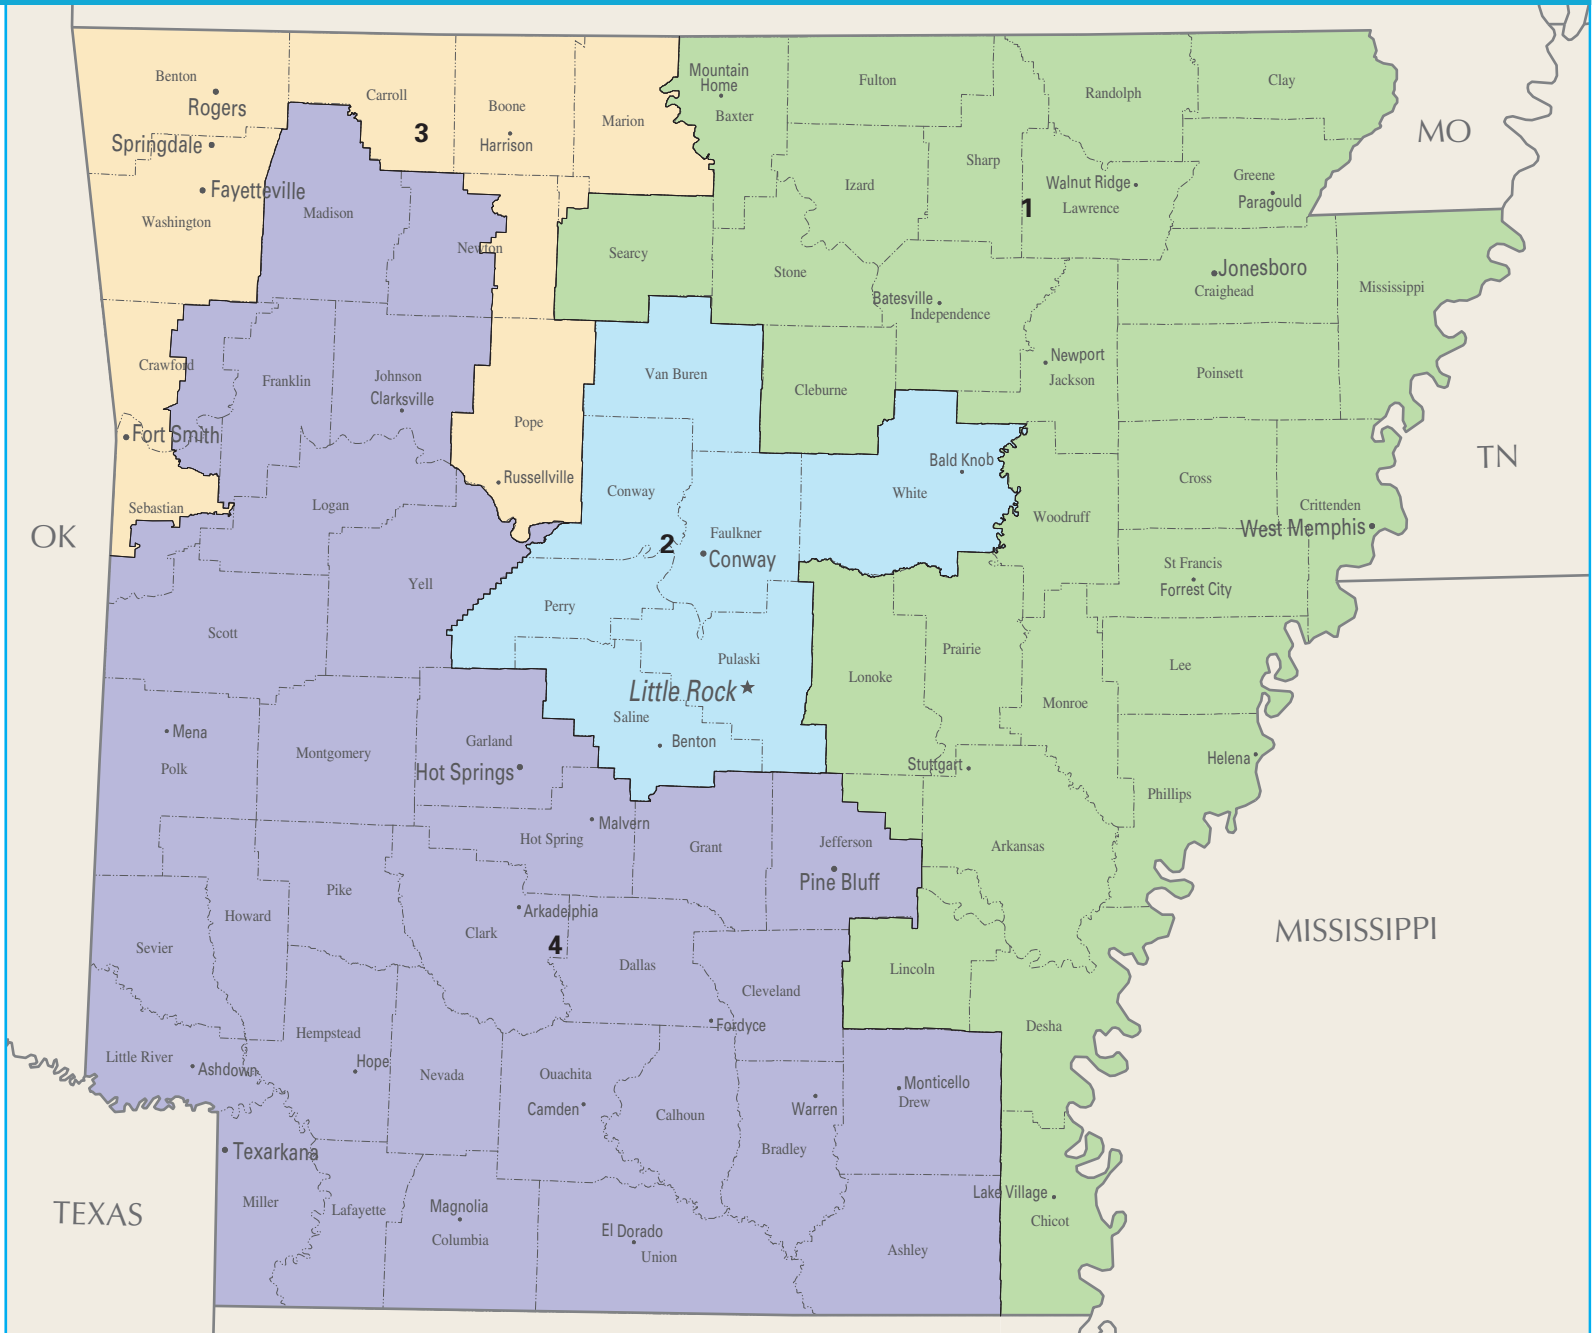 Benton
Rogers
Carroll
3
Boone
Harrison
Marion
Mountain
Home
Baxter
Fulton
Randolph
Clay
MO
Springdale
Fayetteville
Washington
Madison
Newton
Searcy
Izard
Sharp
1
Walnut Ridge
Lawrence
Greene
Paragould
Stone
Batesville
Independence
Jonesboro
Craighead
Mississippi
Crawford
Fort Smith
Franklin
Johnson
Clarksville
Pope
Russellville
Van Buren
Cleburne
Newport
Jackson
Poinsett
TN
Sebastian
OK
Logan
Conway
2
Faulkner
Conway
Bald Knob
White
Woodruff
Cross
Crittenden
West Memphis
St Francis
Forrest City
Scott
Yell
Perry
Pulaski
Little Rock
Saline
Benton
Lonoke
Prairie
Monroe
Lee
Mena
Polk
Montgomery
Garland
Hot Springs
Stuttgart
Helena
Phillips
Malvern
Hot Spring
Grant
Jefferson
Pine Bluff
Arkansas
Pike
Howard
Sevier
Arkadelphia
Clark
4
Dallas
Cleveland
Fordyce
Lincoln
Desha
MISSISSIPPI
Little River
Ashdown
Hempstead
Hope
Nevada
Ouachita
Camden
Calhoun
Warren
Bradley
Monticello
Drew
Texarkana
TEXAS
Miller
Lafayette
Magnolia
Columbia
El Dorado
Union
Ashley
Lake Village
Chicot